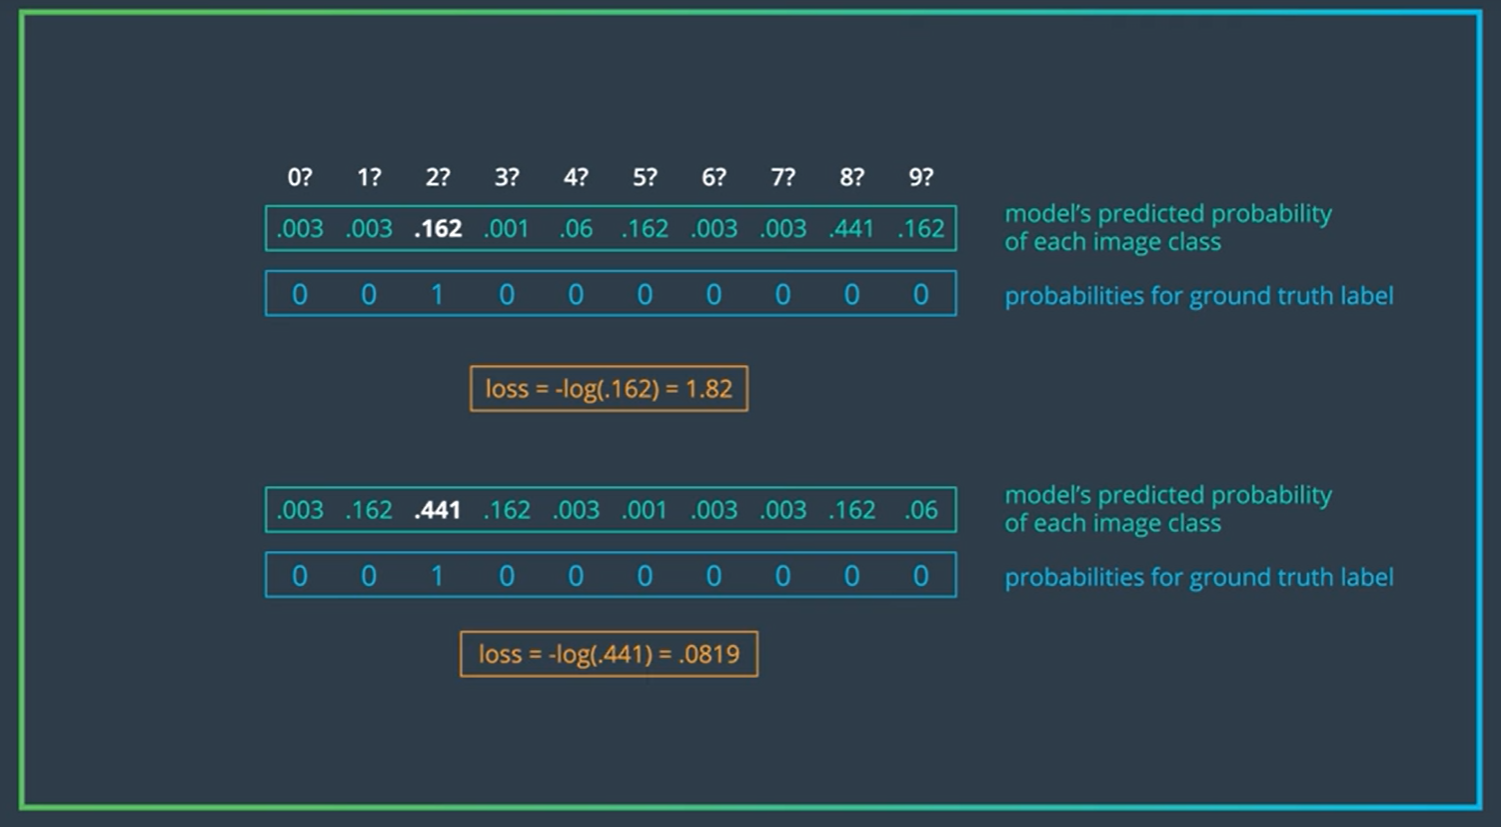 0? 1? 2? 3? 4? 5? 6? 7? 8? 9?
.003 .003 .162 .001 .06 .162 .003 .003 .441 .162
model's predicted probability
of each image class
0 0 1 0 0 0 0 0 0 0
probabilities for ground truth label
loss = -log(.162) = 1.82
.003 .162 .441 .162 .003 .001 .003 .003 .162 .06
model's predicted probability
of each image class
0 0 1 0 0 0 0 0 0 0
probabilities for ground truth label
loss = -log(.441) = .0819